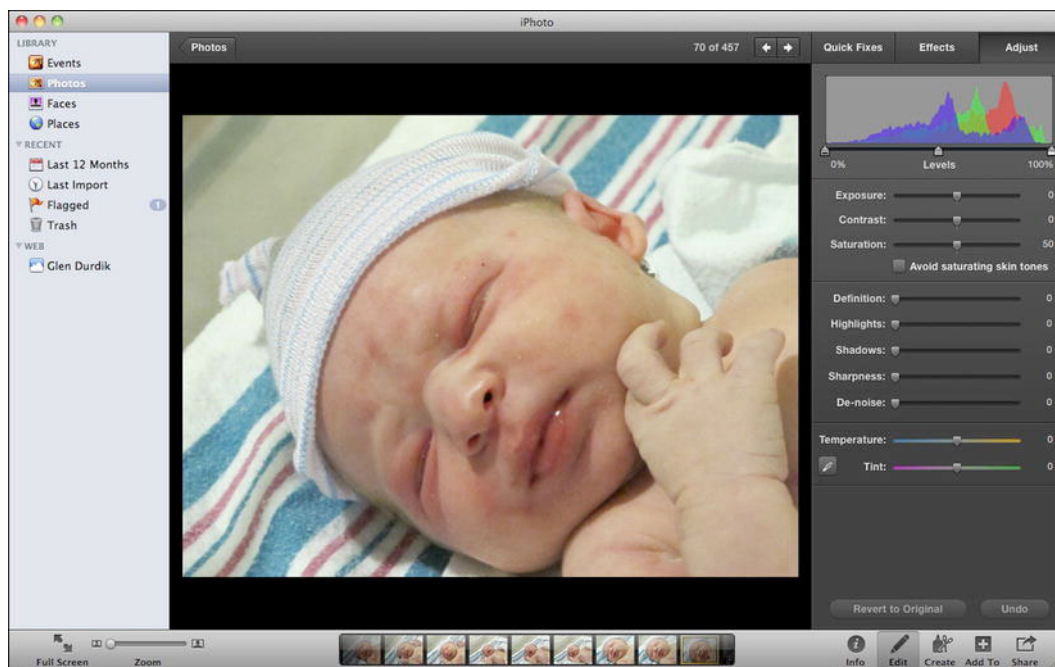 iPhoto
LIBRARY
Events
Photos
Faces
Places
RECENT
Last 12 Months
Last Import
Flagged 1
Trash
WEB
Glen Durdik
Photos
70 of 457
Quick Fixes Effects Adjust
0% Levels 100%
Exposure: 0
Contrast: 0
Saturation: 50
Avoid saturating skin tones
Definition: 0
Highlights: 0
Shadows: 0
Sharpness: 0
De-noise: 0
Temperature: 0
Tint: 0
Revert to Original Undo
Full Screen Zoom
Info Edit Create Add To Share